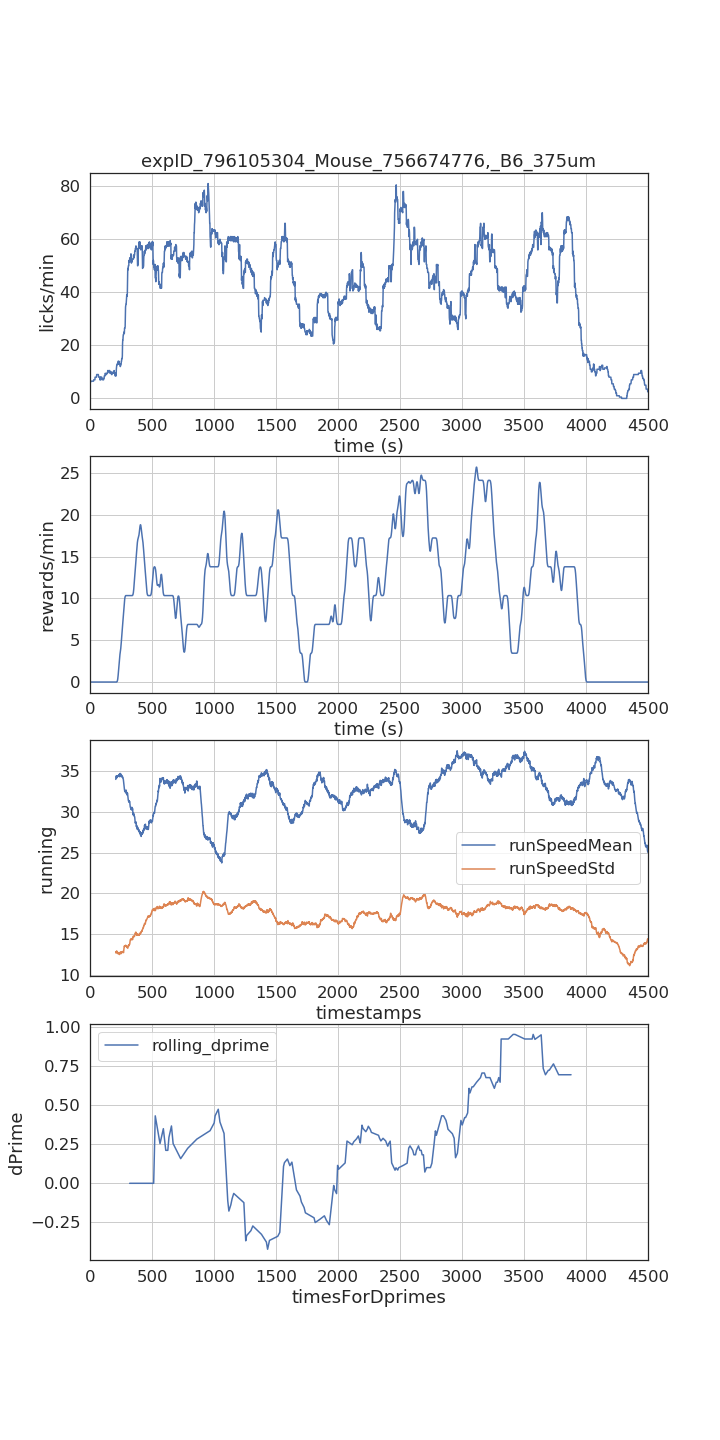 expID_796105304_Mouse_756674776,_B6_375um
80
60
40
20
0
licks/min
0 500 1000 1500 2000 2500 3000 3500 4000 4500
time (s)
25
20
15
10
5
0
rewards/min
0 500 1000 1500 2000 2500 3000 3500 4000 4500
time (s)
35
30
25
20
15
10
running
runSpeedMean
runSpeedStd
0 500 1000 1500 2000 2500 3000 3500 4000 4500
timestamps
1.00
0.75
0.50
0.25
0.00
−0.25
dPrime
rolling_dprime
0 500 1000 1500 2000 2500 3000 3500 4000 4500
timesForDprimes